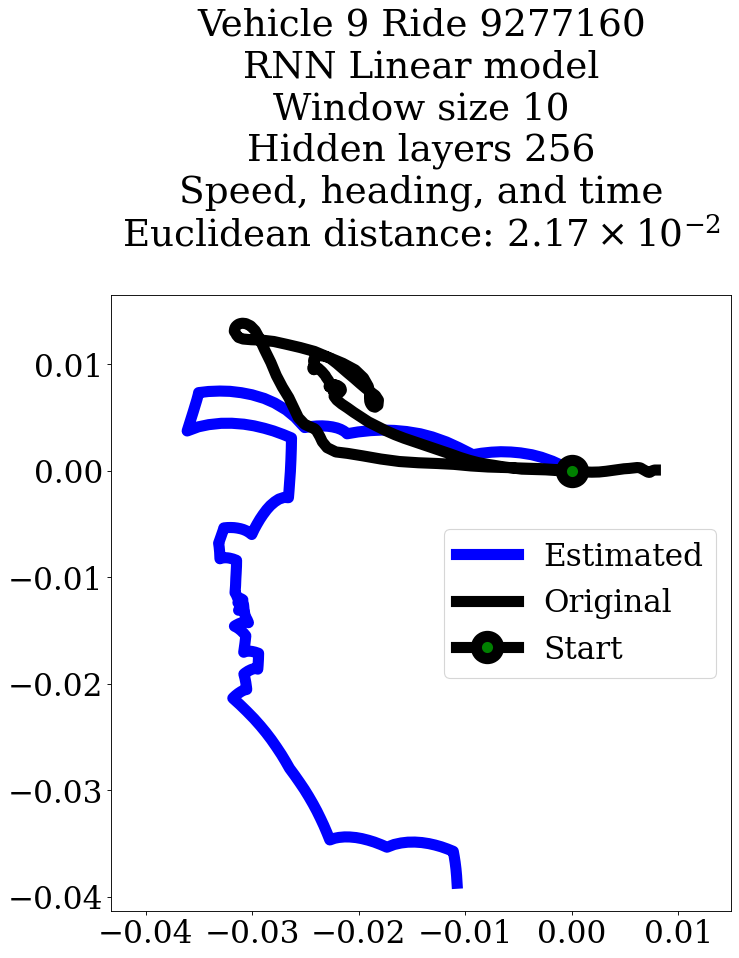 Vehicle 9 Ride 9277160
RNN Linear model
Window size 10
Hidden layers 256
Speed, heading, and time
Euclidean distance: 2.17 × 10⁻²
0.01
0.00
−0.01
−0.02
−0.03
−0.04
Estimated
Original
Start
−0.04 −0.03 −0.02 −0.01 0.00 0.01